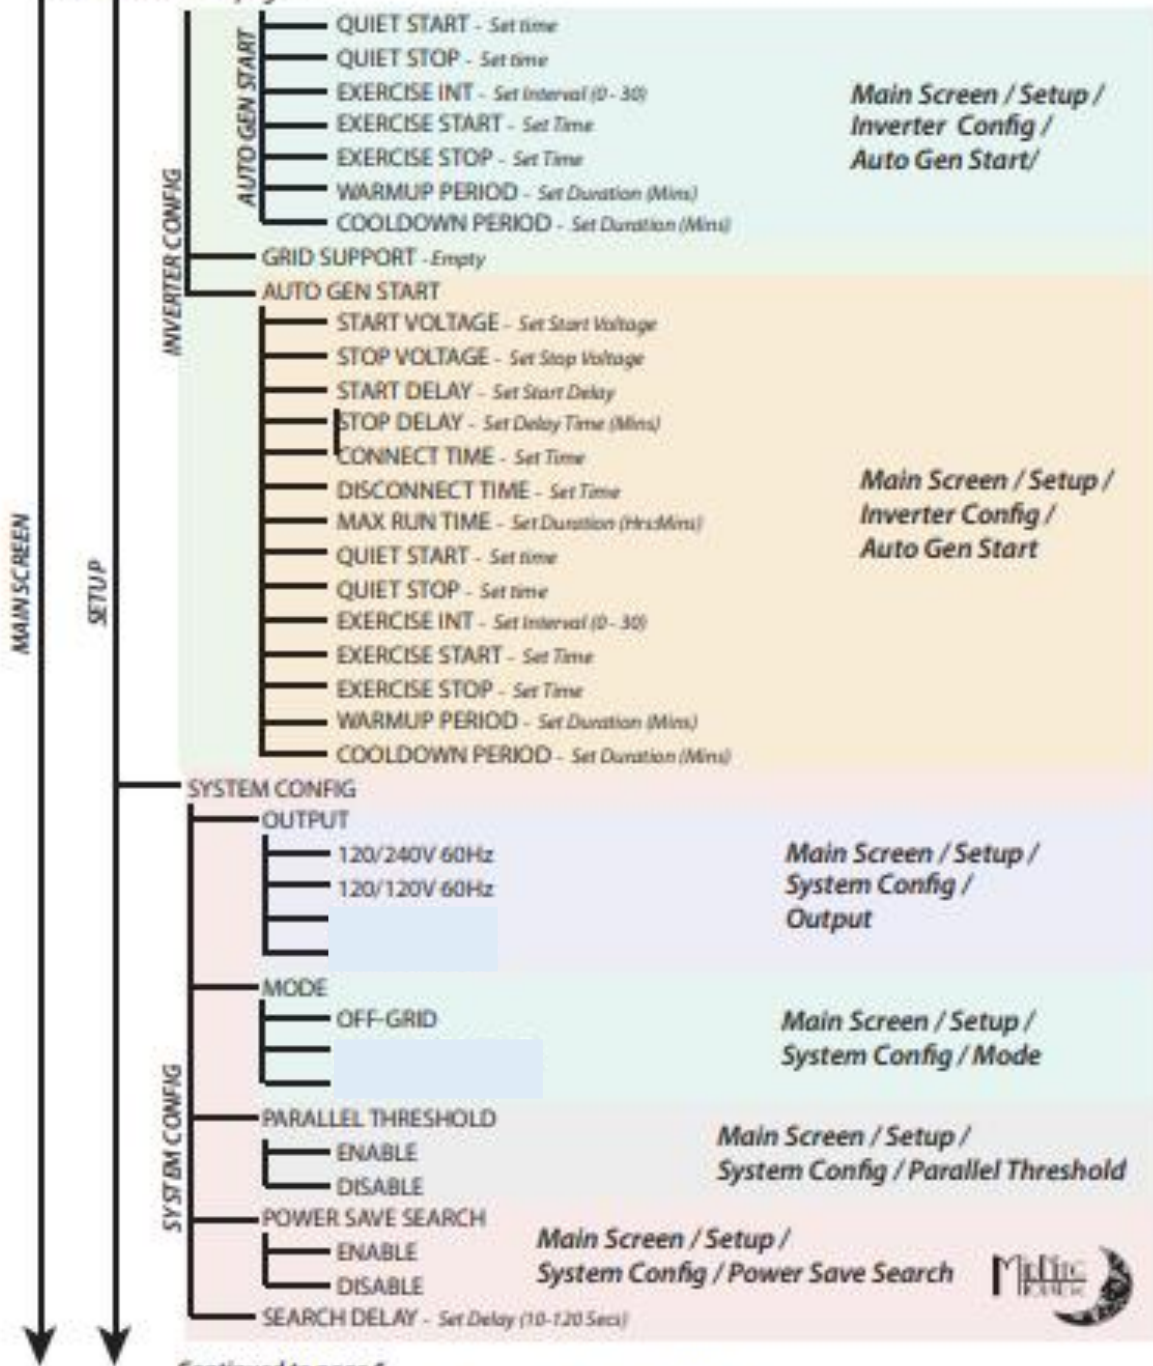 AUTO GEN START
QUIET START - Set time
QUIET STOP - Set time
EXERCISE INT - Set Interval (0 - 30)
EXERCISE START - Set Time
EXERCISE STOP - Set Time
WARMUP PERIOD - Set Duration (Mins)
COOLDOWN PERIOD - Set Duration (Mins)
Main Screen / Setup /
Inverter Config /
Auto Gen Start/
INVERTER CONFIG
GRID SUPPORT - Empty
AUTO GEN START
START VOLTAGE - Set Start Voltage
STOP VOLTAGE - Set Stop Voltage
START DELAY - Set Start Delay
STOP DELAY - Set Delay Time (Mins)
CONNECT TIME - Set Time
DISCONNECT TIME - Set Time
MAX RUN TIME - Set Duration (Hrs:Mins)
QUIET START - Set time
QUIET STOP - Set time
EXERCISE INT - Set Interval (0 - 30)
EXERCISE START - Set Time
EXERCISE STOP - Set Time
WARMUP PERIOD - Set Duration (Mins)
COOLDOWN PERIOD - Set Duration (Mins)
Main Screen / Setup /
Inverter Config /
Auto Gen Start
MAIN SCREEN
SETUP
SYSTEM CONFIG
OUTPUT
120/240V 60Hz
120/120V 60Hz
Main Screen / Setup /
System Config /
Output
MODE
OFF-GRID
Main Screen / Setup /
System Config / Mode
SYSTEM CONFIG
PARALLEL THRESHOLD
ENABLE
DISABLE
Main Screen / Setup /
System Config / Parallel Threshold
POWER SAVE SEARCH
ENABLE
DISABLE
Main Screen / Setup /
System Config / Power Save Search
SEARCH DELAY - Set Delay (10-120 Secs)